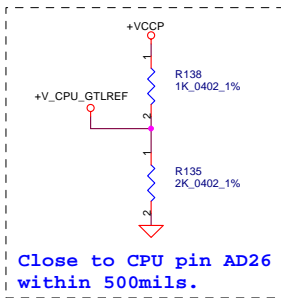 +VCCP
1
R138
1K_0402_1%
+V_CPU_GTLREF
2
1
R135
2K_0402_1%
2
Close to CPU pin AD26
within 500mils.